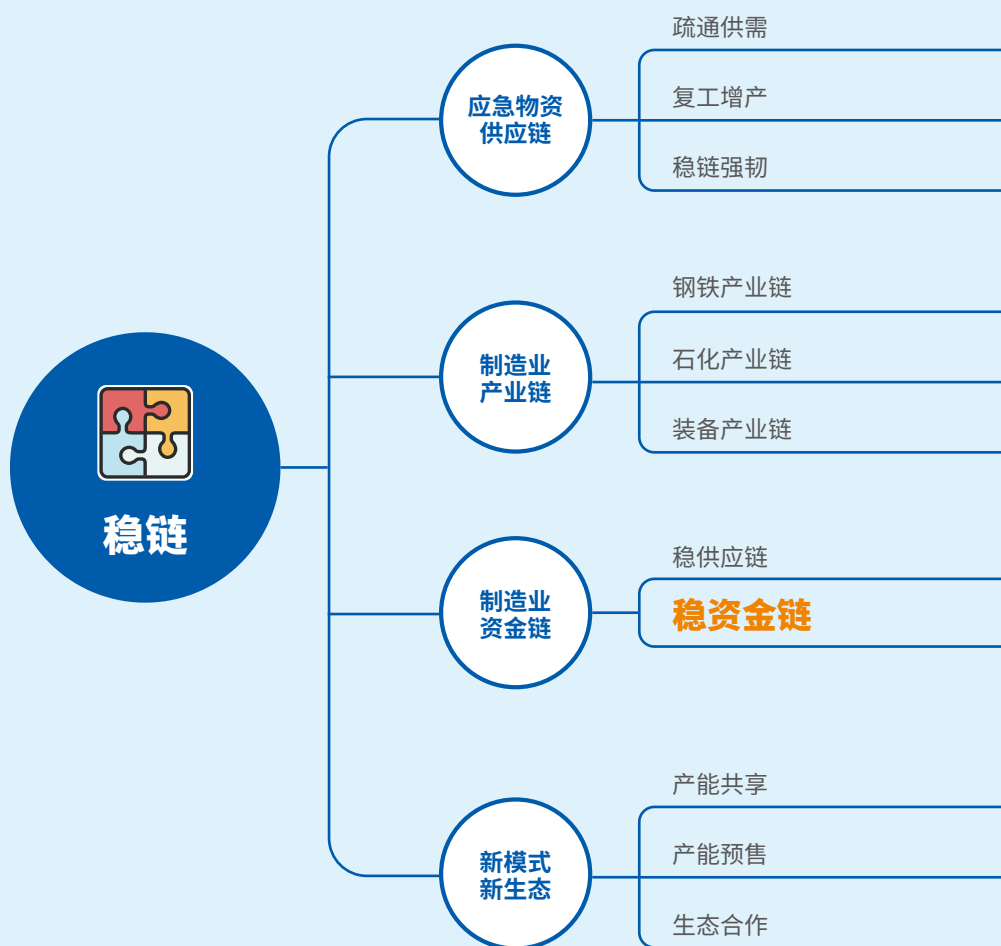 稳链
应急物资
供应链
疏通供需
复工增产
稳链强韧
制造业
产业链
钢铁产业链
石化产业链
装备产业链
制造业
资金链
稳供应链
稳资金链
新模式
新生态
产能共享
产能预售
生态合作